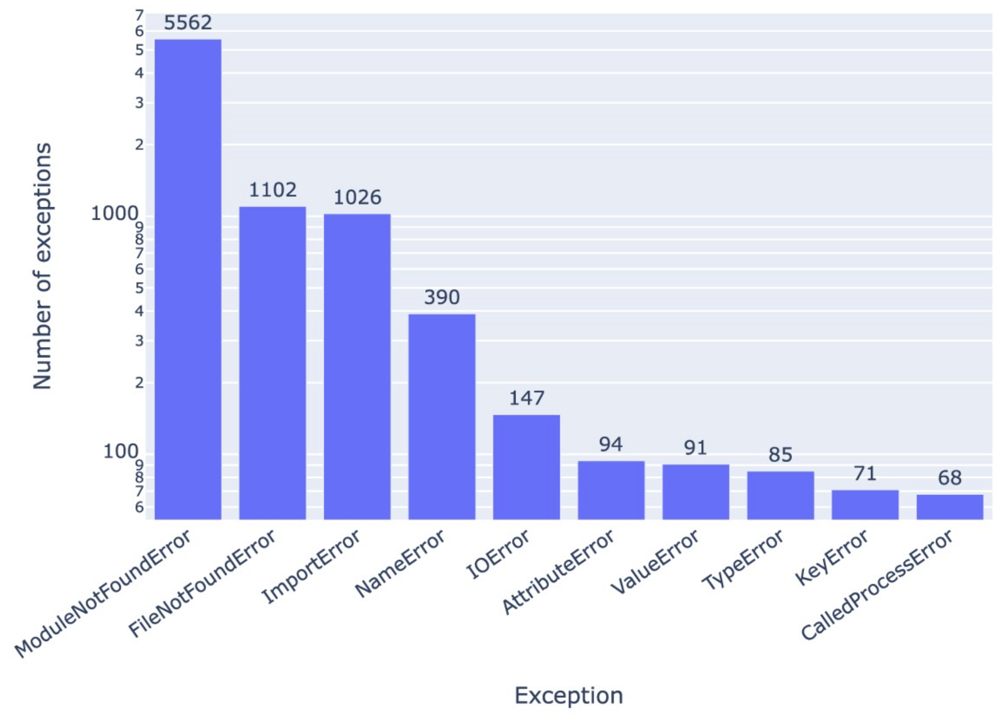 7
6
5
4
3
2
1000
9
8
7
6
5
4
3
2
100
9
8
7
6
Number of exceptions
5562
1102
1026
390
147
94
91
85
71
68
ModuleNotFoundError
FileNotFoundError
ImportError
NameError
IOError
AttributeError
ValueError
TypeError
KeyError
CalledProcessError
Exception